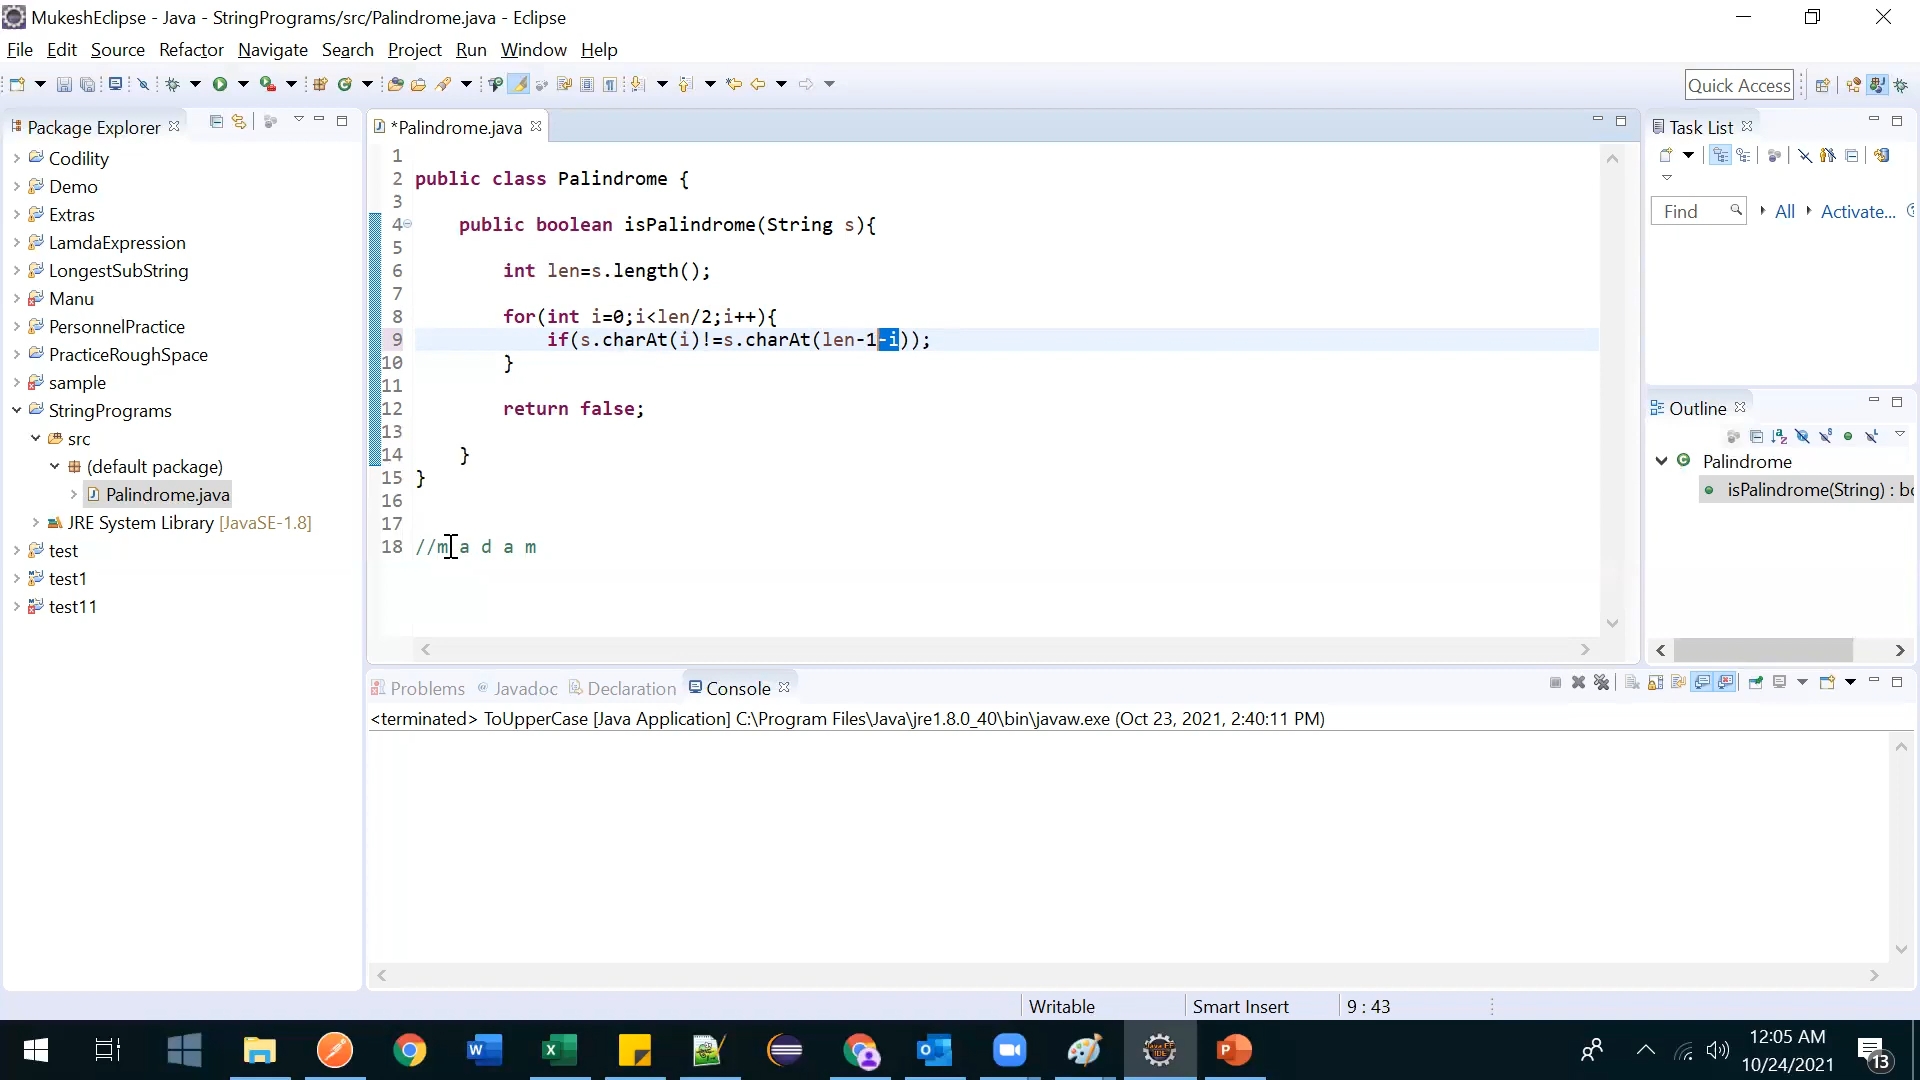 MukeshEclipse - Java - StringPrograms/src/Palindrome.java - Eclipse
File Edit Source Refactor Navigate Search Project Run Window Help
Quick Access
Package Explorer
Codility
Demo
Extras
LamdaExpression
LongestSubString
Manu
PersonnelPractice
PracticeRoughSpace
sample
StringPrograms
src
(default package)
Palindrome.java
JRE System Library [JavaSE-1.8]
test
test1
test11
*Palindrome.java
1
2 public class Palindrome {
3
4 public boolean isPalindrome(String s){
5
6 int len=s.length();
7
8 for(int i=0;i<len/2;i++){
9 if(s.charAt(i)!=s.charAt(len-1-i));
10 }
11
12 return false;
13
14 }
15 }
16
17
18 //m a d a m
Task List
Find All Activate...
Outline
Palindrome
isPalindrome(String) : bo
Problems Javadoc Declaration Console
<terminated> ToUpperCase [Java Application] C:\Program Files\Java\jre1.8.0_40\bin\javaw.exe (Oct 23, 2021, 2:40:11 PM)
Writable Smart Insert 9 : 43
12:05 AM
10/24/2021
13